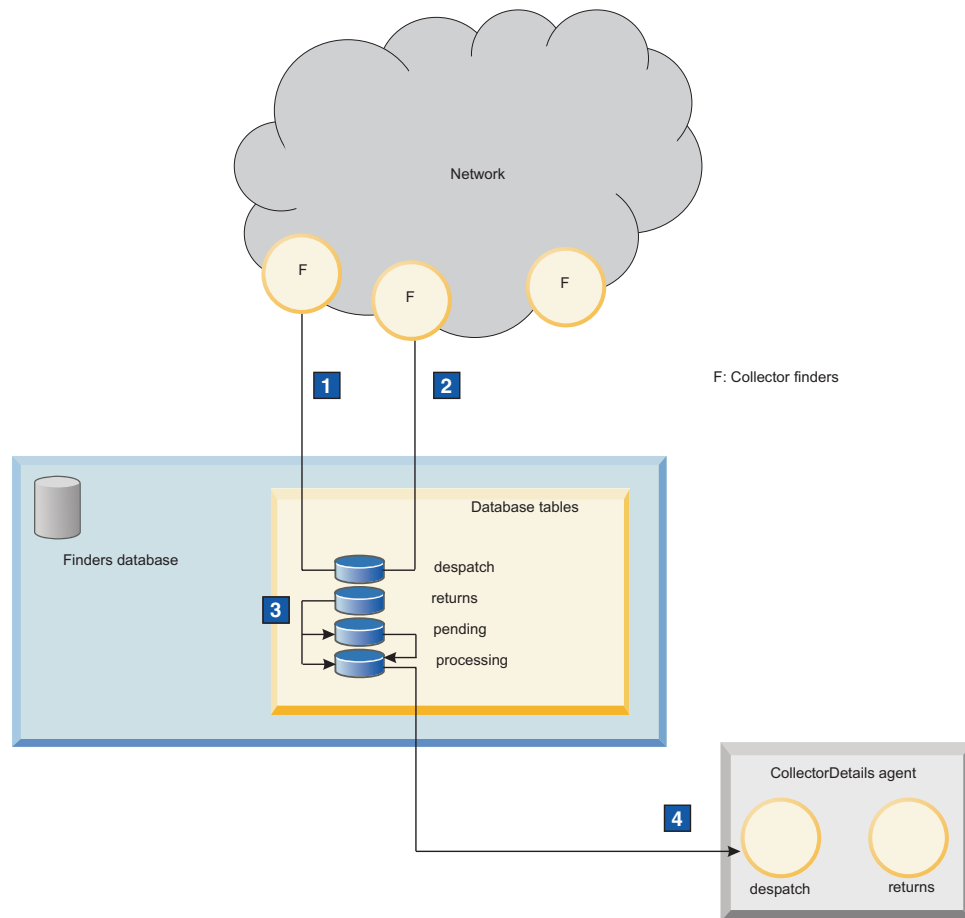 Network
F
F
F
1
2
F: Collector finders
Database tables
Finders database
despatch
returns
3
pending
processing
CollectorDetails agent
4
despatch
returns